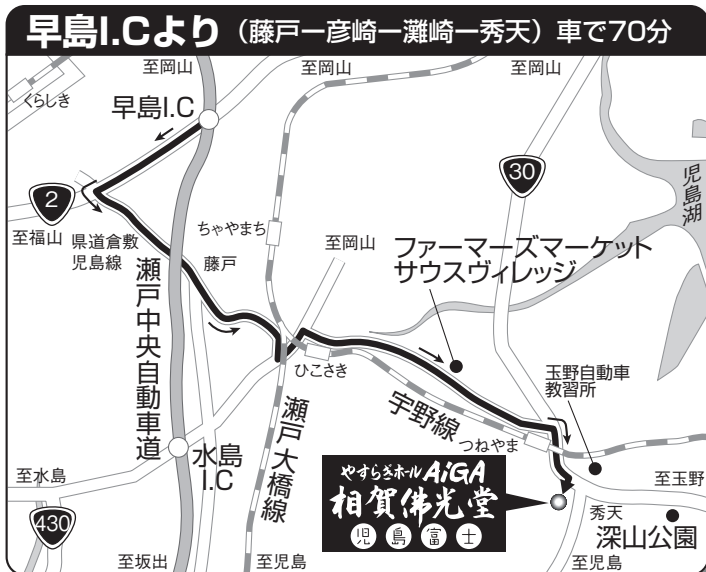 早島I.Cより（藤戸ー彦崎ー灘崎ー秀天）車で70分
至岡山
至岡山
至岡山
くらしき
早島I.C
30
児島湖
2
至福山
県道倉敷
児島線
ちゃやまち
藤戸
至岡山
ファーマーズマーケット
サウスヴィレッジ
瀬戸中央自動車道
ひこさき
玉野自動車
教習所
瀬戸大橋線
宇野線
つねやま
水島
I.C
至水島
やすらぎホール AiGA
相賀佛光堂
児島富士
至玉野
秀天
430
深山公園
至坂出
至児島
至児島